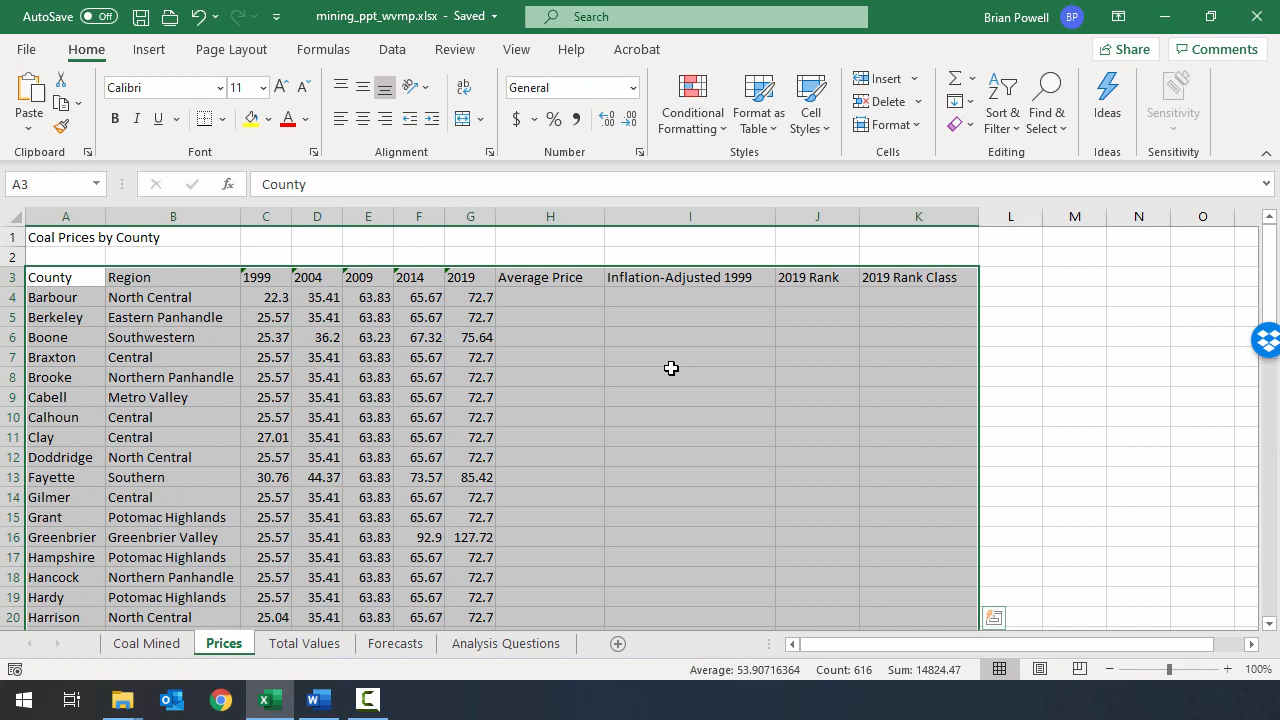 AutoSave Off mining_ppt_wvmp.xlsx - Saved Search Brian Powell BP
File Home Insert Page Layout Formulas Data Review View Help Acrobat Share Comments
Paste Calibri 11 General Conditional Formatting Format as Table Cell Styles Insert Delete Format Sort & Filter Find & Select Ideas Sensitivity
Clipboard Font Alignment Number Styles Cells Editing Ideas Sensitivity
A3 fx County
A B C D E F G H I J K L M N O
1 Coal Prices by County
2
3 County Region 1999 2004 2009 2014 2019 Average Price Inflation-Adjusted 1999 2019 Rank 2019 Rank Class
4 Barbour North Central 22.3 35.41 63.83 65.67 72.7
5 Berkeley Eastern Panhandle 25.57 35.41 63.83 65.67 72.7
6 Boone Southwestern 25.37 36.2 63.23 67.32 75.64
7 Braxton Central 25.57 35.41 63.83 65.67 72.7
8 Brooke Northern Panhandle 25.57 35.41 63.83 65.67 72.7
9 Cabell Metro Valley 25.57 35.41 63.83 65.67 72.7
10 Calhoun Central 25.57 35.41 63.83 65.67 72.7
11 Clay Central 27.01 35.41 63.83 65.67 72.7
12 Doddridge North Central 25.57 35.41 63.83 65.67 72.7
13 Fayette Southern 30.76 44.37 63.83 73.57 85.42
14 Gilmer Central 25.57 35.41 63.83 65.67 72.7
15 Grant Potomac Highlands 25.57 35.41 63.83 65.67 72.7
16 Greenbrier Greenbrier Valley 25.57 35.41 63.83 92.9 127.72
17 Hampshire Potomac Highlands 25.57 35.41 63.83 65.67 72.7
18 Hancock Northern Panhandle 25.57 35.41 63.83 65.67 72.7
19 Hardy Potomac Highlands 25.57 35.41 63.83 65.67 72.7
20 Harrison North Central 25.04 35.41 63.83 65.67 72.7
Coal Mined Prices Total Values Forecasts Analysis Questions
Average: 53.90716364 Count: 616 Sum: 14824.47 100%